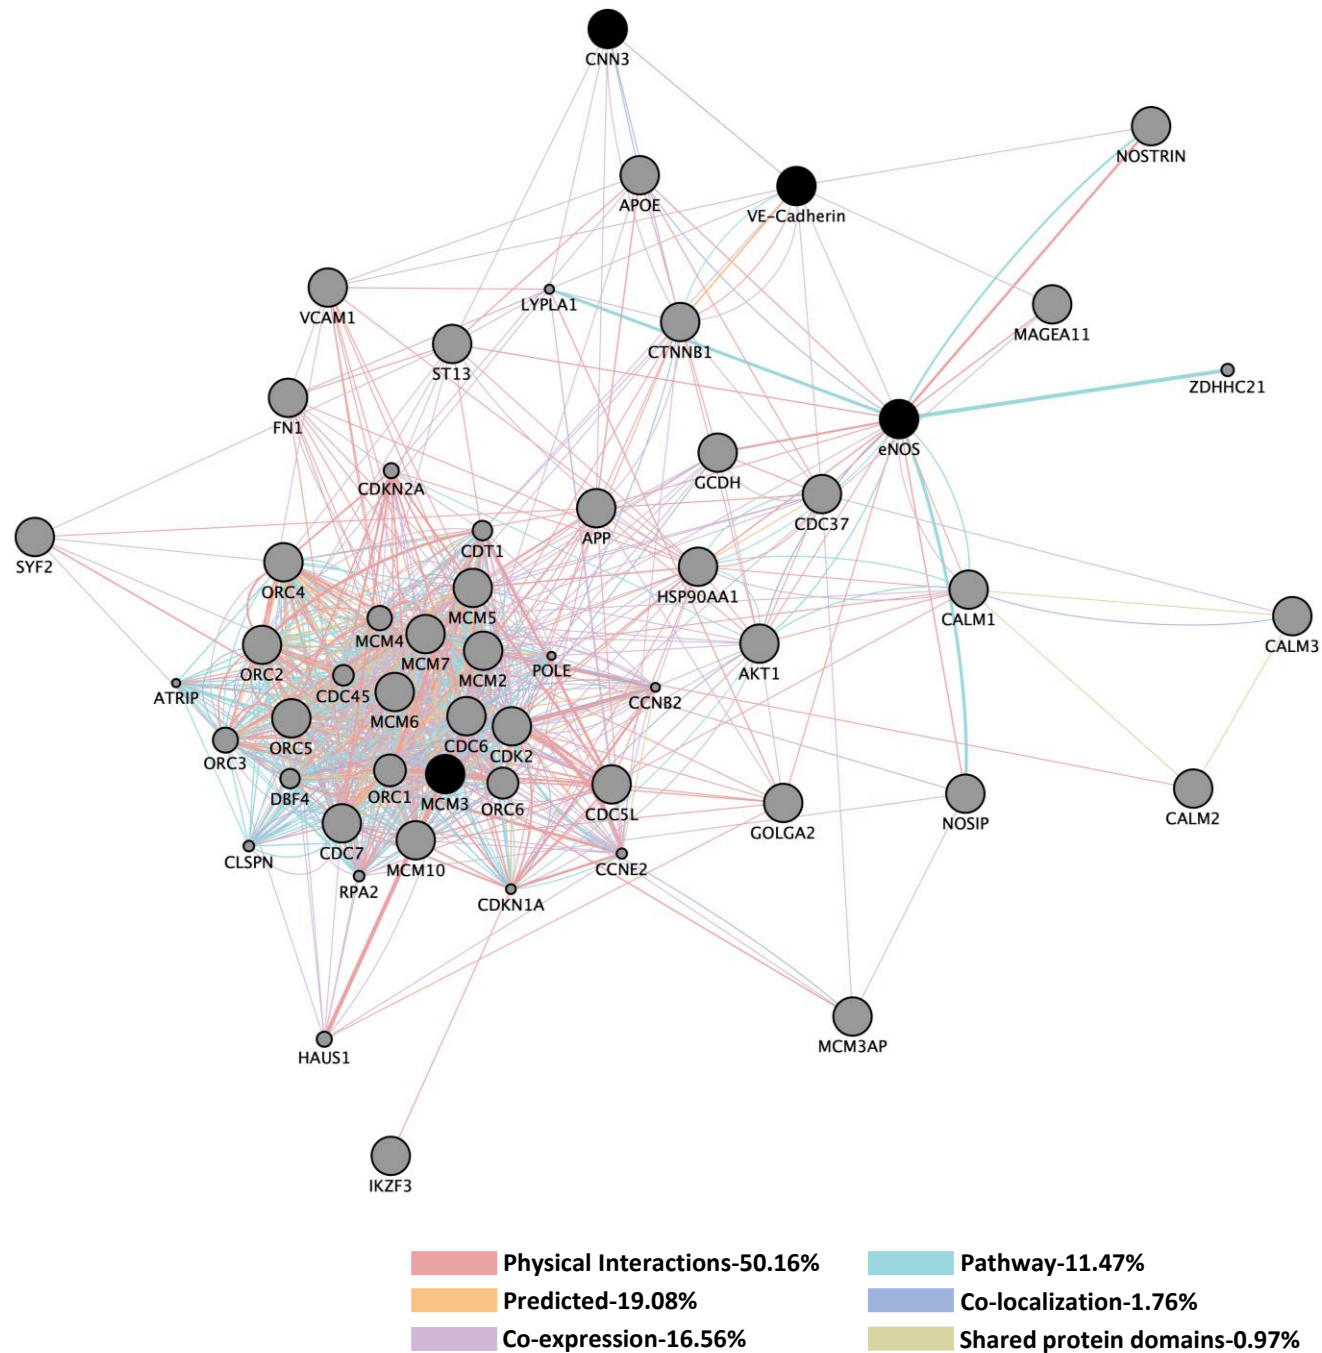 CNN3
NOSTRIN
APOE
VE-Cadherin
LYPLA1
VCAM1
MAGEA11
CTNNB1
ST13
ZDHHC21
FN1
eNOS
GCDH
CDKN2A
CDC37
APP
CDT1
SYF2
ORC4
HSP90AA1
MCM5
CALM1
MCM4
CALM3
MCM7
ORC2
MCM2
POLE
AKT1
ATRIP
CDC45
CCNB2
MCM6
ORC5
CDC6
CDK2
ORC3
DBF4
ORC1
MCM3
ORC6
CDC5L
GOLGA2
NOSIP
CALM2
CLSPN
CDC7
MCM10
CCNE2
RPA2
CDKN1A
MCM3AP
HAUS1
IKZF3
Physical Interactions-50.16%
Pathway-11.47%
Predicted-19.08%
Co-localization-1.76%
Co-expression-16.56%
Shared protein domains-0.97%